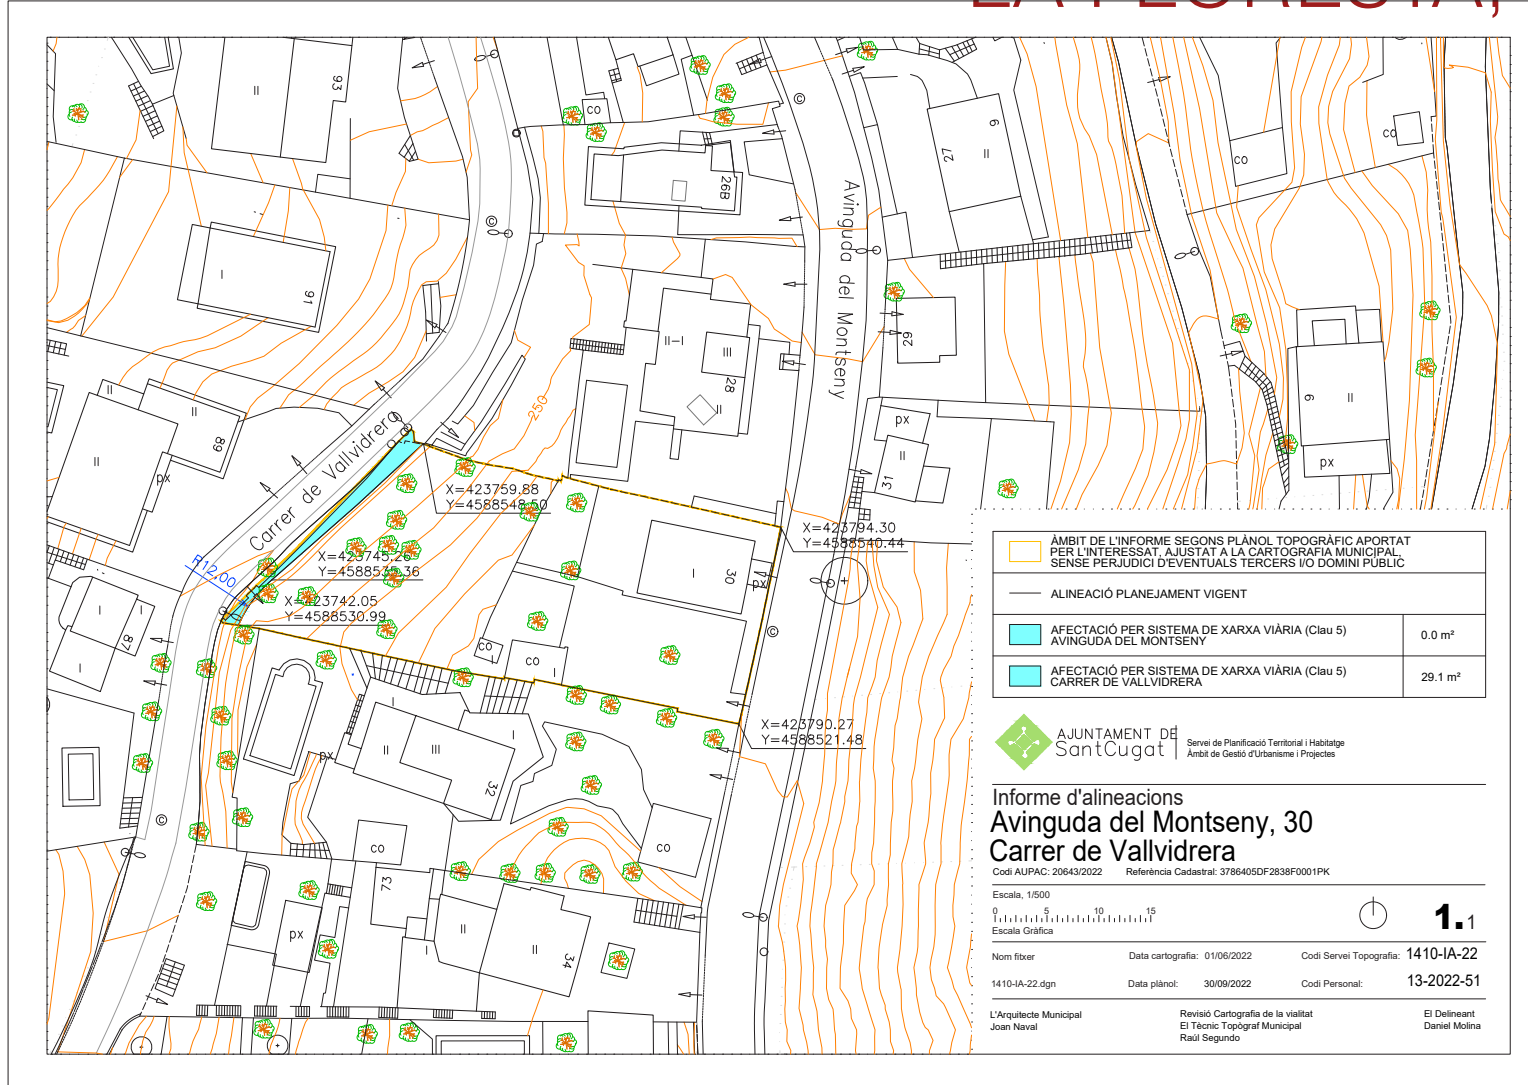 93
II
CO
26B
27
9
II
CO
CO
Avinguda del Montseny
I
91
29
II-I
III
28
II
250
II
II
89
px
px
II
31
9
II
px
Carrer de Vallvidrera
R12.00
X=423759.88
Y=4588548.50
X=423794.30
Y=4588540.44
Y=4588535.36
X=423742.05
Y=4588530.99
X=423790.27
Y=4588521.48
I
30
px
I
I
87
I
CO
CO
I
px
II
III
I
32
CO
CO
73
px
I
II
II
34
ÀMBIT DE L'INFORME SEGONS PLÀNOL TOPOGRÀFIC APORTAT
PER L'INTERESSAT, AJUSTAT A LA CARTOGRAFIA MUNICIPAL,
SENSE PERJUDICI D'EVENTUALS TERCERS I/O DOMINI PÚBLIC
ALINEACIÓ PLANEJAMENT VIGENT
AFECTACIÓ PER SISTEMA DE XARXA VIÀRIA (Clau 5)
AVINGUDA DEL MONTSENY
0.0 m²
AFECTACIÓ PER SISTEMA DE XARXA VIÀRIA (Clau 5)
CARRER DE VALLVIDRERA
29.1 m²
AJUNTAMENT DE
SantCugat
Servei de Planificació Territorial i Habitatge
Àmbit de Gestió d'Urbanisme i Projectes
Informe d'alineacions
Avinguda del Montseny, 30
Carrer de Vallvidrera
Codi AUPAC: 20643/2022 Referència Cadastral: 3786405DF2838F0001PK
Escala, 1/500
0 5 10 15
Escala Gràfica
1.1
Nom fitxer Data cartografia: 01/06/2022 Codi Servei Topografia: 1410-IA-22
1410-IA-22.dgn Data plànol: 30/09/2022 Codi Personal: 13-2022-51
L'Arquitecte Municipal
Joan Naval
Revisió Cartografia de la vialitat
El Tècnic Topògraf Municipal
Raúl Segundo
El Delineant
Daniel Molina